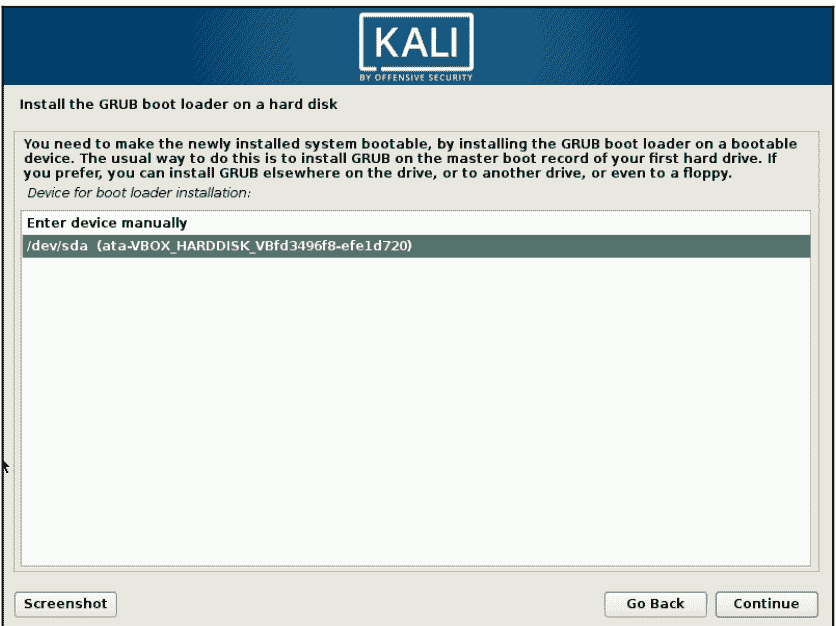 KALI
BY OFFENSIVE SECURITY
Install the GRUB boot loader on a hard disk
You need to make the newly installed system bootable, by installing the GRUB boot loader on a bootable
device. The usual way to do this is to install GRUB on the master boot record of your first hard drive. If
you prefer, you can install GRUB elsewhere on the drive, or to another drive, or even to a floppy.
Device for boot loader installation:
Enter device manually
/dev/sda (ata-VBOX_HARDDISK_VBfd3496f8-efe1d720)
Screenshot
Go Back
Continue